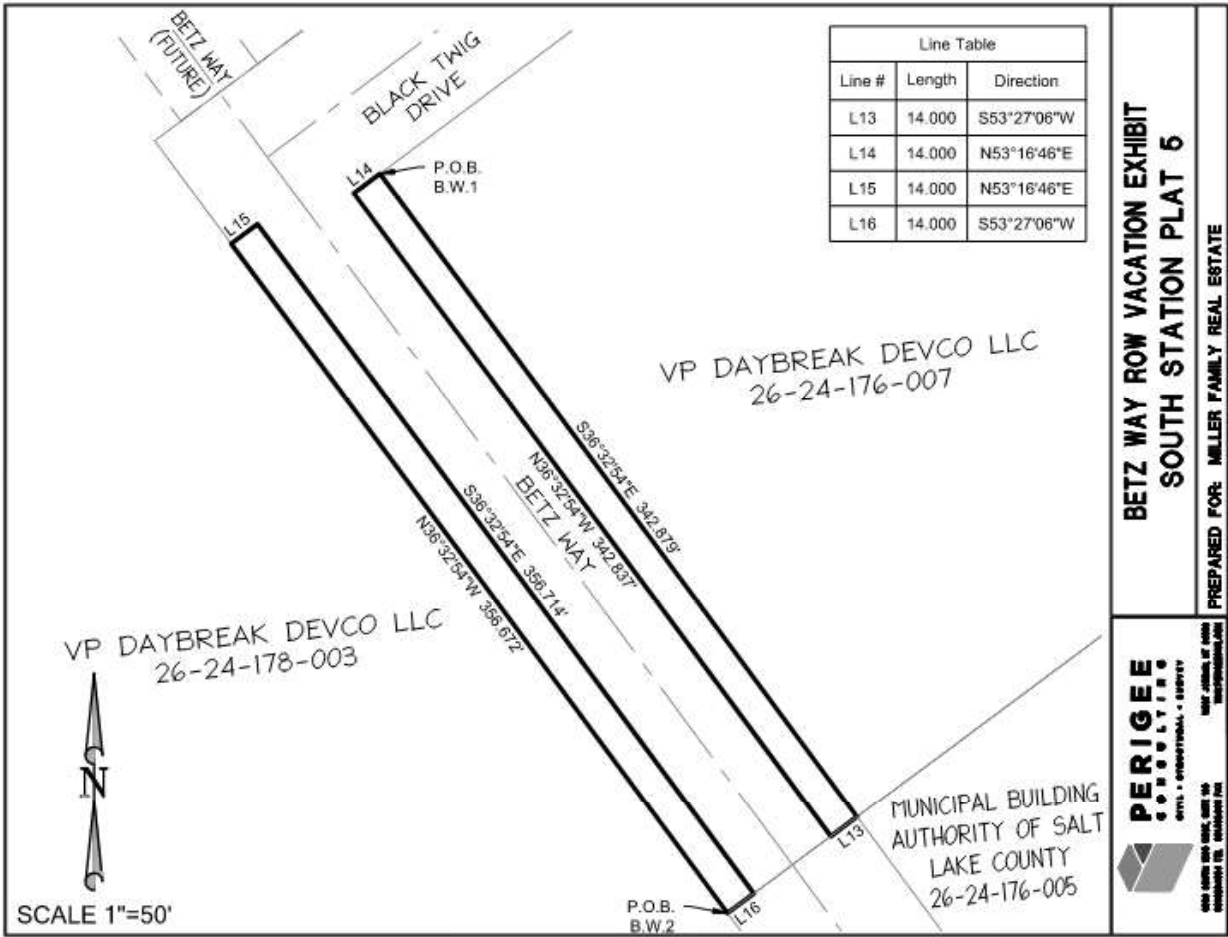 BETZ WAY
(FUTURE)
BLACK TWIG
DRIVE
Line Table
Line # Length Direction
L13 14.000 S53°27'06"W
L14 14.000 N53°16'46"E
L15 14.000 N53°16'46"E
L16 14.000 S53°27'06"W
L14
P.O.B.
B.W.1
L15
VP DAYBREAK DEVCO LLC
26-24-176-007
S36°32'54"E 342.879'
N36°32'54"W 342.837'
BETZ WAY
S36°32'54"E 356.714'
N36°32'54"W 356.672'
VP DAYBREAK DEVCO LLC
26-24-178-003
N
SCALE 1"=50'
L13
MUNICIPAL BUILDING
AUTHORITY OF SALT
LAKE COUNTY
26-24-176-005
P.O.B.
B.W.2
L16
BETZ WAY ROW VACATION EXHIBIT
SOUTH STATION PLAT 5
PREPARED FOR: MILLER FAMILY REAL ESTATE
PERIGEE
CONSULTING
CIVIL • STRUCTURAL • SURVEY